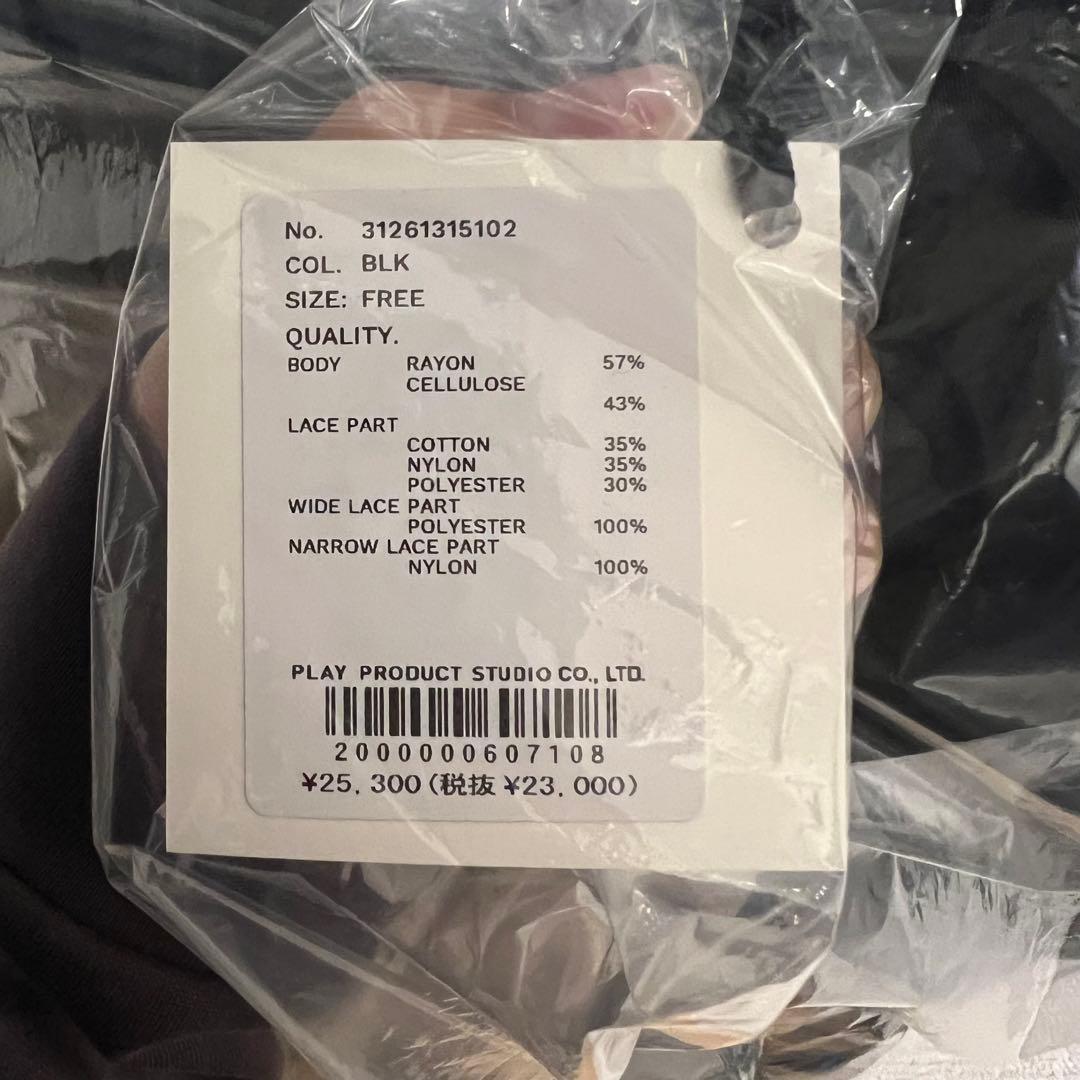 No. 31261315102
COL. BLK
SIZE: FREE
QUALITY.
BODY RAYON 57%
CELLULOSE
43%
LACE PART
COTTON 35%
NYLON 35%
POLYESTER 30%
WIDE LACE PART
POLYESTER 100%
NARROW LACE PART
NYLON 100%
PLAY PRODUCT STUDIO CO., LTD.
2000000607108
¥25,300(税抜 ¥23,000)